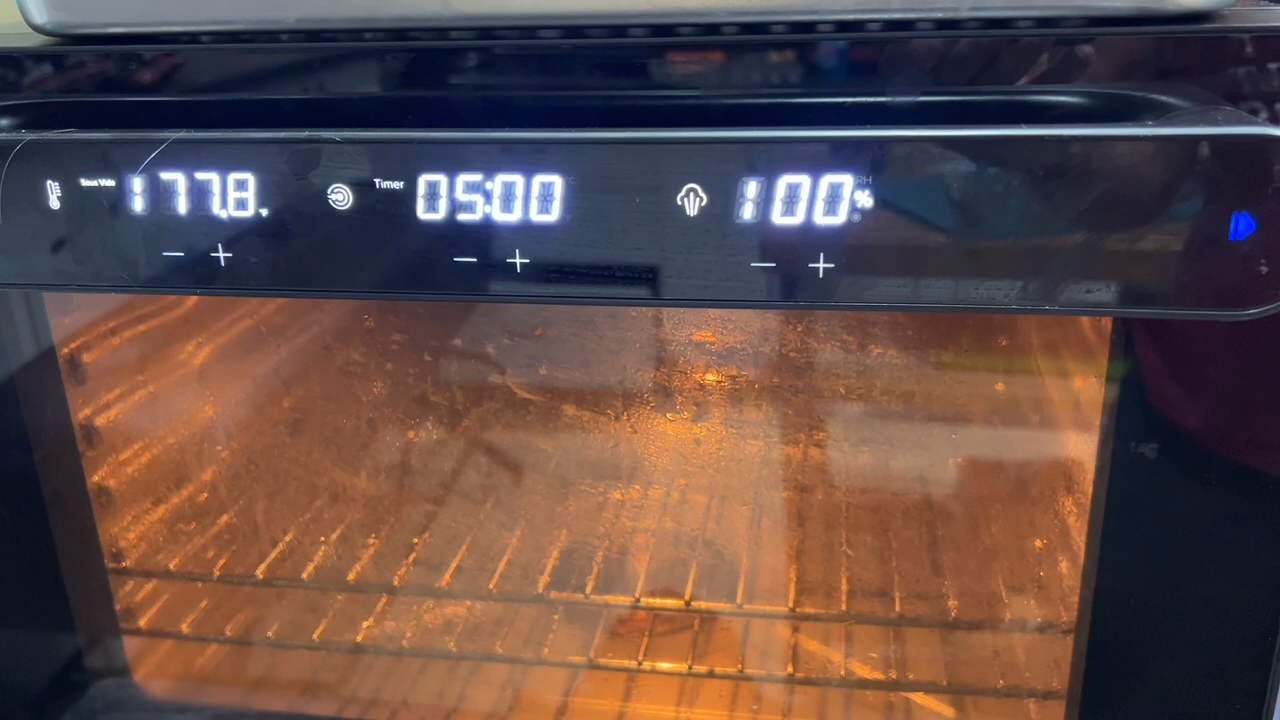 Sous Vide 177.8 °F Timer 05:00 100 % RH
− + − + − +